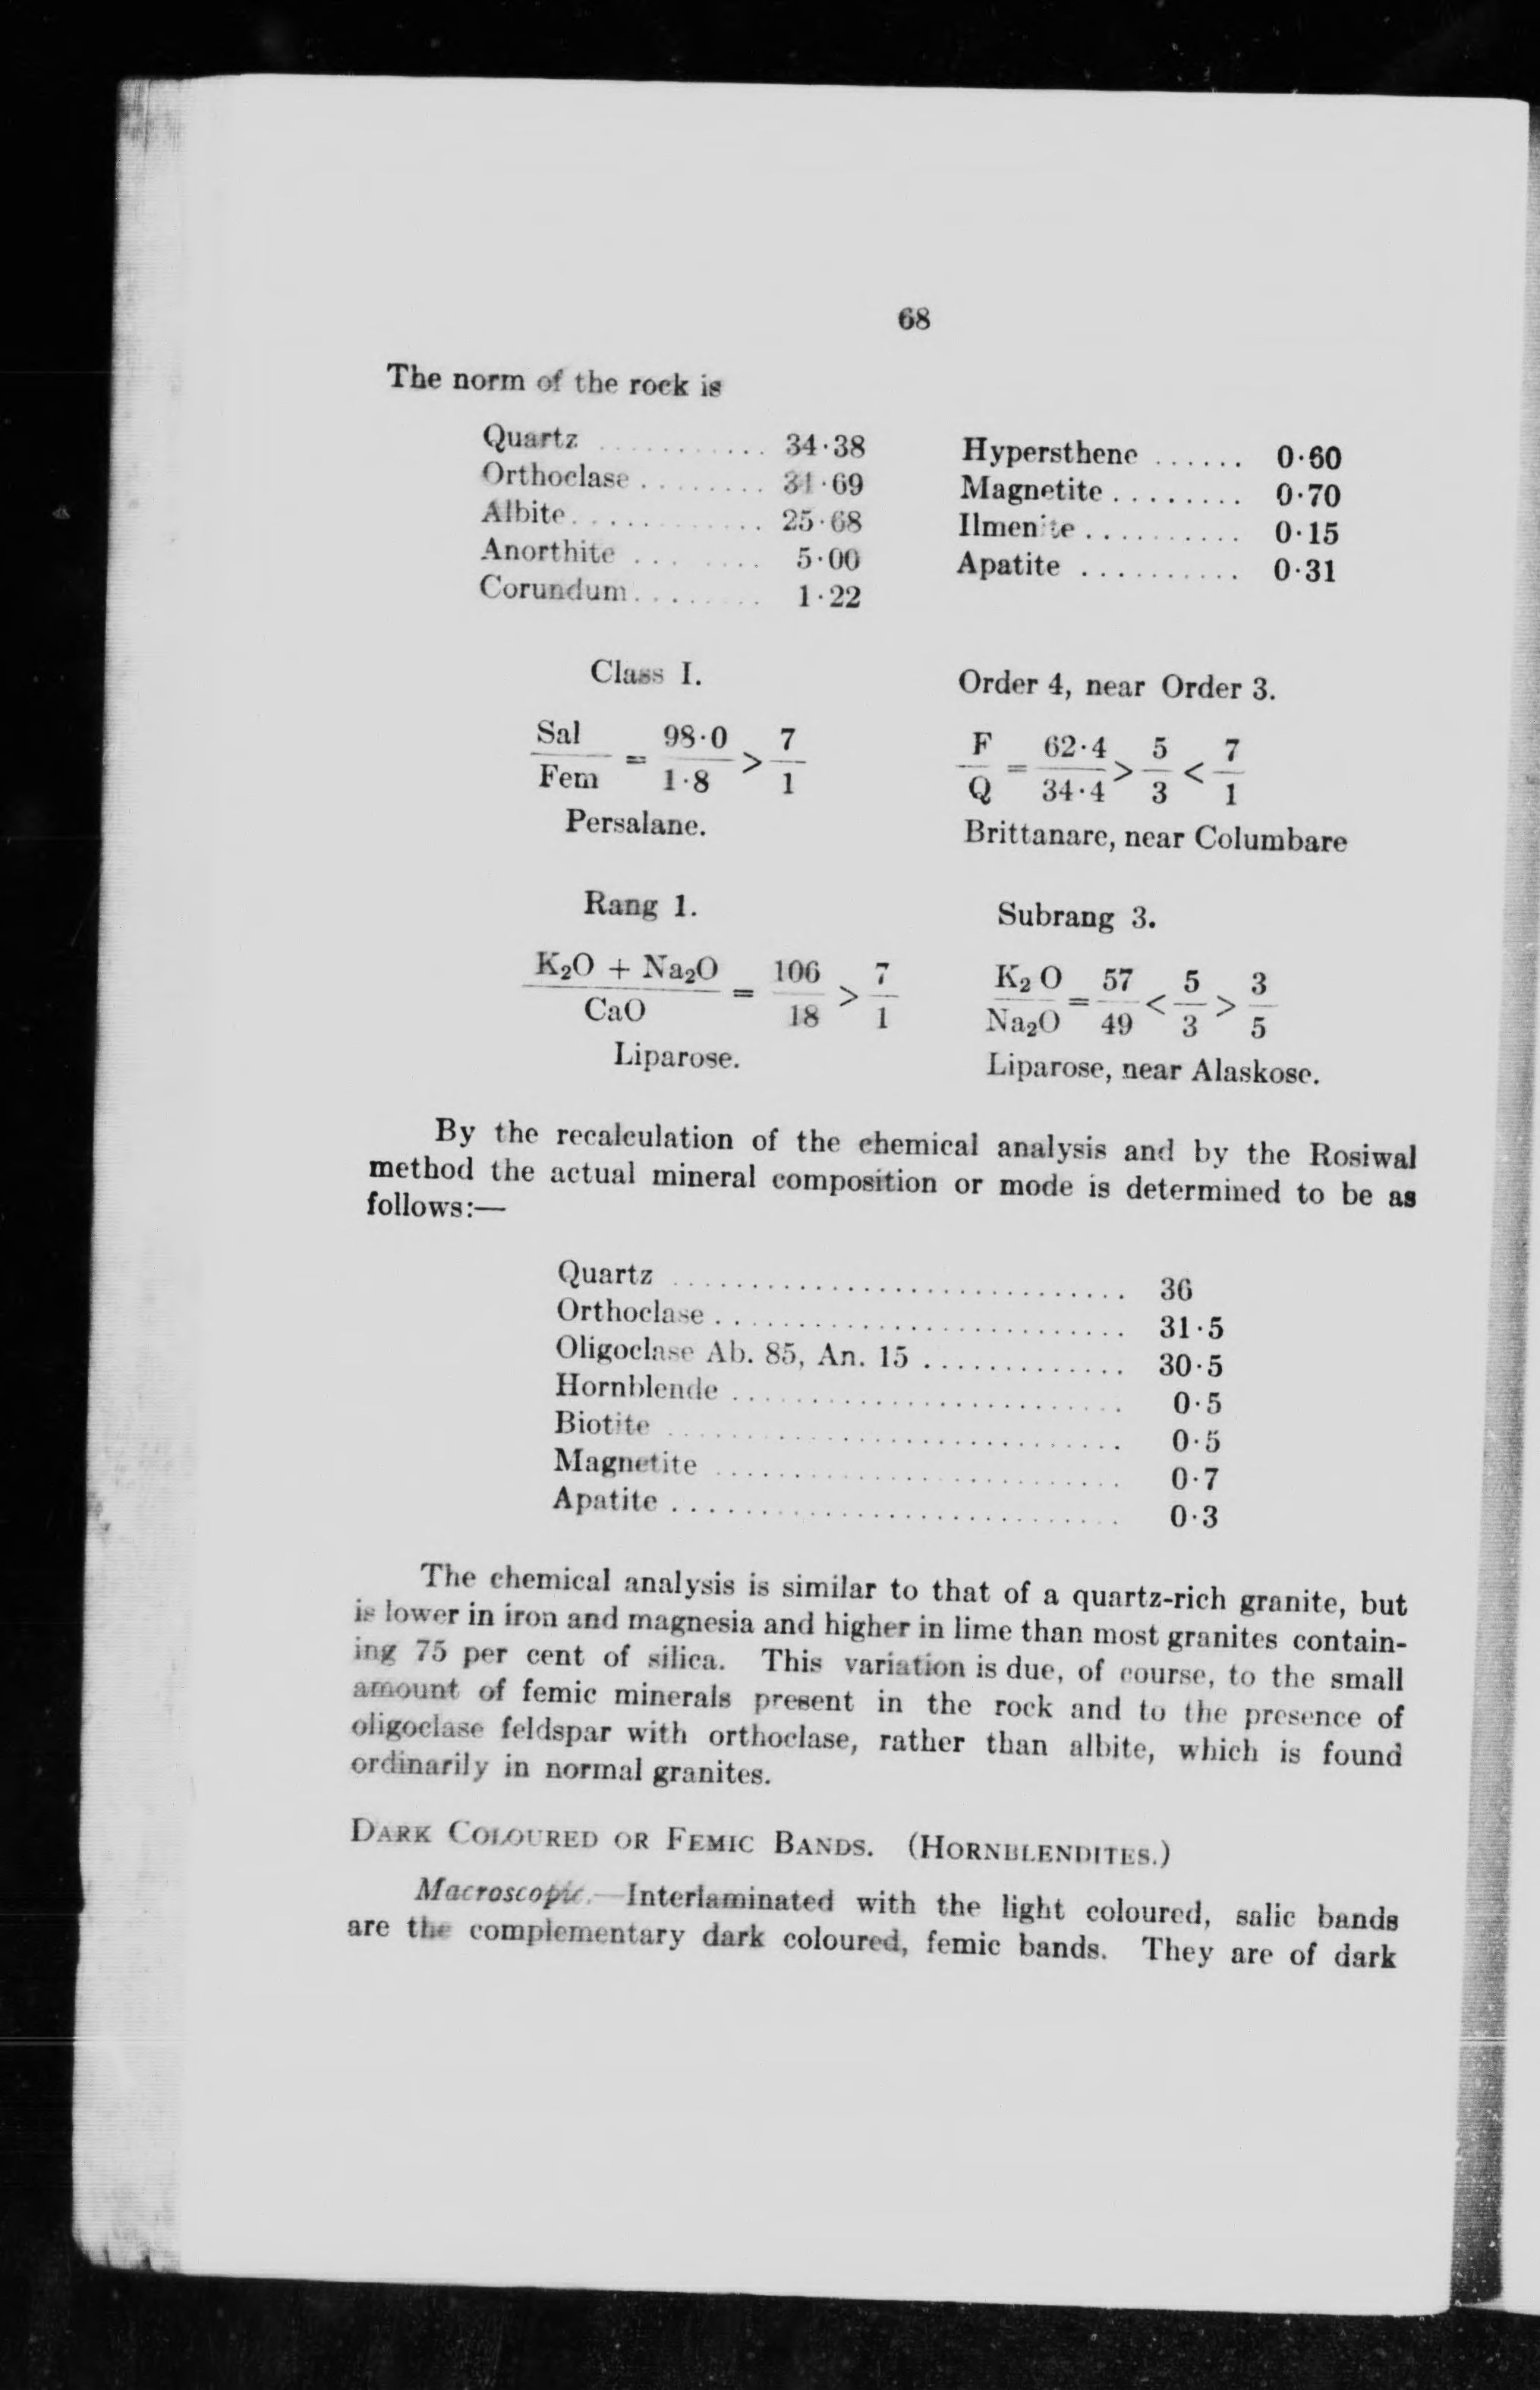 68
The norm of the rock is
Quartz ............ 34·38
Orthoclase ........ 31·69
Albite ............ 25·68
Anorthite ........ 5·00
Corundum ......... 1·22
Hypersthene ...... 0·60
Magnetite ......... 0·70
Ilmenite ........... 0·15
Apatite ........... 0·31
Class I.
Sal/Fem = 98·0/1·8 > 7/1
Persalane.
Order 4, near Order 3.
F/Q = 62·4/34·4 > 5/3 < 7/1
Brittanare, near Columbare
Rang 1.
K₂O + Na₂O/CaO = 106/18 > 7/1
Liparose.
Subrang 3.
K₂O/Na₂O = 57/49 < 5/3 > 3/5
Liparose, near Alaskose.
By the recalculation of the chemical analysis and by the Rosiwal
method the actual mineral composition or mode is determined to be as
follows:—
Quartz .............................. 36
Orthoclase .......................... 31·5
Oligoclase Ab. 85, An. 15 ............. 30·5
Hornblende ......................... 0·5
Biotite ............................. 0·5
Magnetite .......................... 0·7
Apatite ............................. 0·3
The chemical analysis is similar to that of a quartz-rich granite, but
is lower in iron and magnesia and higher in lime than most granites contain-
ing 75 per cent of silica. This variation is due, of course, to the small
amount of femic minerals present in the rock and to the presence of
oligoclase feldspar with orthoclase, rather than albite, which is found
ordinarily in normal granites.
DARK COLOURED OR FEMIC BANDS. (HORNBLENDITES.)
Macroscopic.—Interlaminated with the light coloured, salic bands
are the complementary dark coloured, femic bands. They are of dark